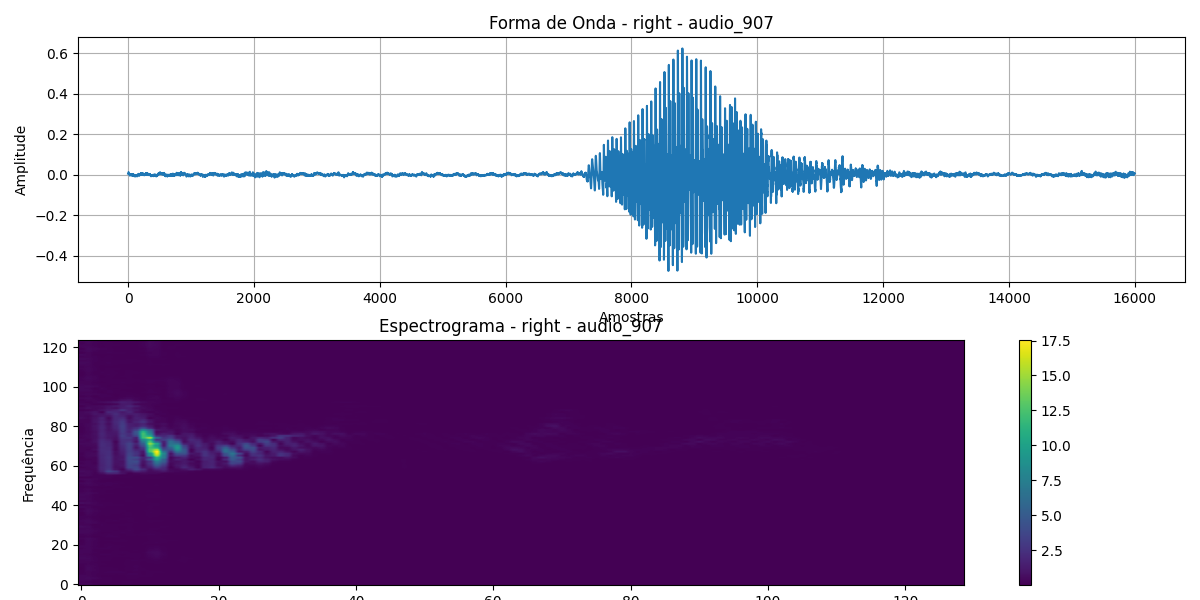 Forma de Onda - right - audio_907
Amplitude
0.6
0.4
0.2
0.0
−0.2
−0.4
0 2000 4000 6000 8000 10000 12000 14000 16000
Amostras
Espectrograma - right - audio_907
Frequência
120
100
80
60
40
20
0
0 20 40 60 80 100 120
17.5
15.0
12.5
10.0
7.5
5.0
2.5